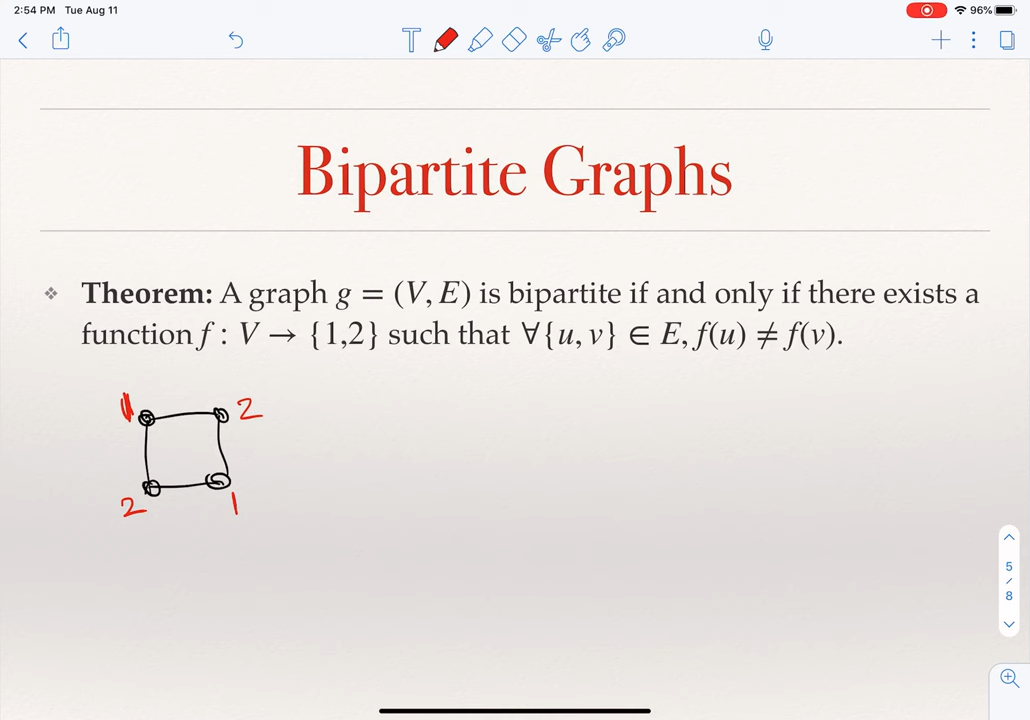 2:54 PM Tue Aug 11
96%
T
Bipartite Graphs
❖ Theorem: A graph g = (V, E) is bipartite if and only if there exists a
function f : V → {1,2} such that ∀{u, v} ∈ E, f(u) ≠ f(v).
1 2
2 1
5
/
8